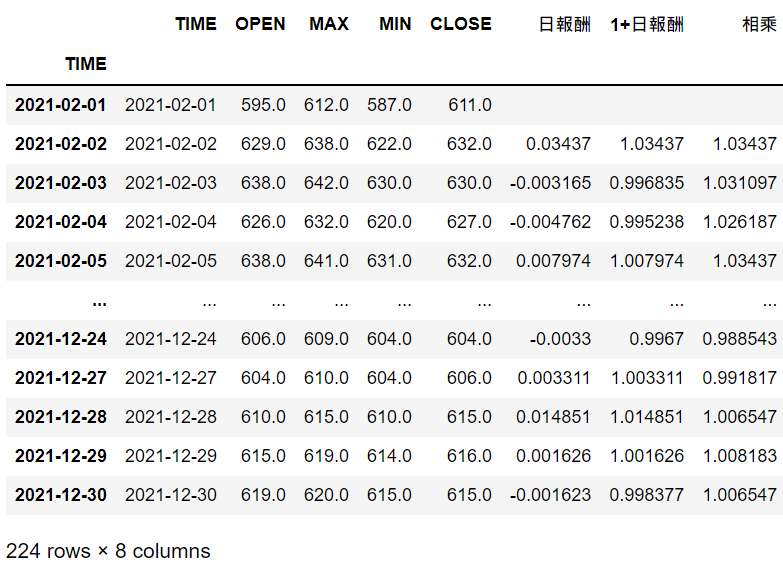 TIME OPEN MAX MIN CLOSE 日報酬 1+日報酬 相乘
TIME
2021-02-01 2021-02-01 595.0 612.0 587.0 611.0
2021-02-02 2021-02-02 629.0 638.0 622.0 632.0 0.03437 1.03437 1.03437
2021-02-03 2021-02-03 638.0 642.0 630.0 630.0 -0.003165 0.996835 1.031097
2021-02-04 2021-02-04 626.0 632.0 620.0 627.0 -0.004762 0.995238 1.026187
2021-02-05 2021-02-05 638.0 641.0 631.0 632.0 0.007974 1.007974 1.03437
... ... ... ... ... ... ... ... ...
2021-12-24 2021-12-24 606.0 609.0 604.0 604.0 -0.0033 0.9967 0.988543
2021-12-27 2021-12-27 604.0 610.0 604.0 606.0 0.003311 1.003311 0.991817
2021-12-28 2021-12-28 610.0 615.0 610.0 615.0 0.014851 1.014851 1.006547
2021-12-29 2021-12-29 615.0 619.0 614.0 616.0 0.001626 1.001626 1.008183
2021-12-30 2021-12-30 619.0 620.0 615.0 615.0 -0.001623 0.998377 1.006547
224 rows × 8 columns